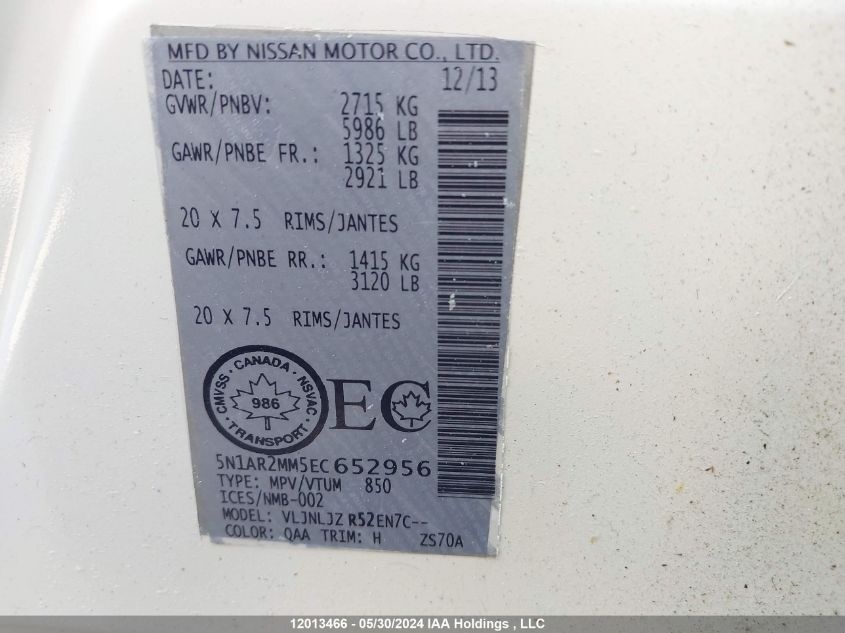 MFD BY NISSAN MOTOR CO., LTD.
DATE: 12/13
GVWR/PNBV: 2715 KG
5986 LB
GAWR/PNBE FR.: 1325 KG
2921 LB
20 X 7.5 RIMS/JANTES
GAWR/PNBE RR.: 1415 KG
3120 LB
20 X 7.5 RIMS/JANTES
CMVSS · CANADA · NSVAC
986
· TRANSPORT ·
EC
5N1AR2MM5EC652956
TYPE: MPV/VTUM 850
ICES/NMB-002
MODEL: VLJNLJZ R52EN7C--
COLOR: QAA TRIM: H ZS70A
12013466 - 05/30/2024 IAA Holdings , LLC